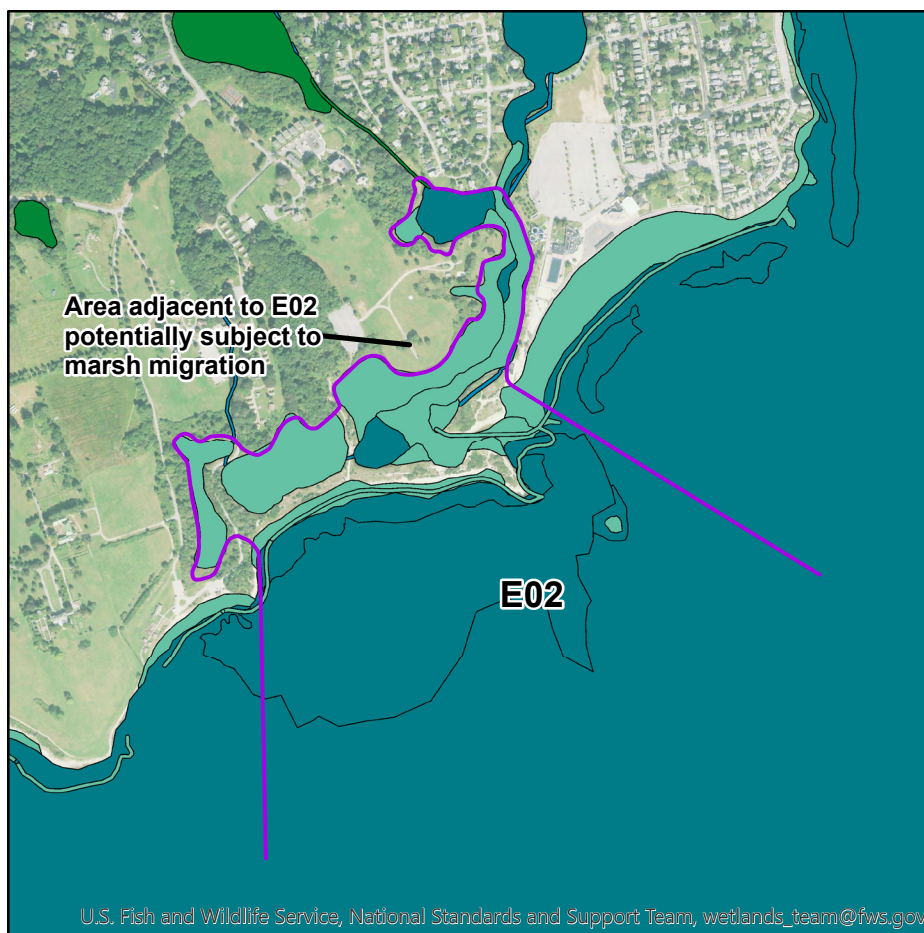 Area adjacent to E02
potentially subject to
marsh migration
E02
U.S. Fish and Wildlife Service, National Standards and Support Team, wetlands_team@fws.gov